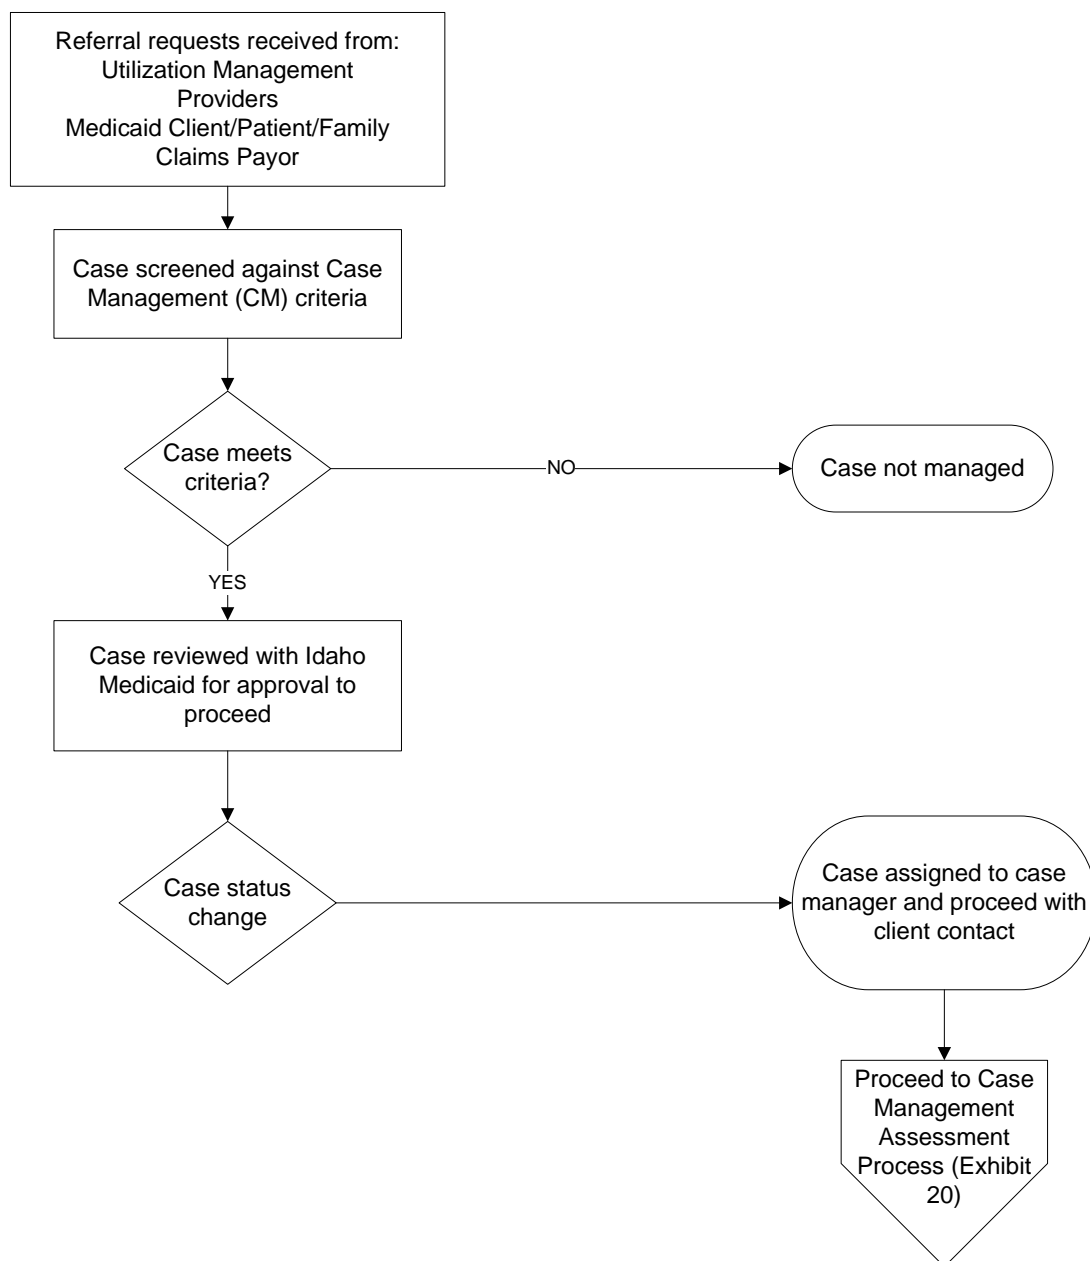 Referral requests received from:
Utilization Management
Providers
Medicaid Client/Patient/Family
Claims Payor
Case screened against Case
Management (CM) criteria
Case meets
criteria?
NO
Case not managed
YES
Case reviewed with Idaho
Medicaid for approval to
proceed
Case status
change
Case assigned to case
manager and proceed with
client contact
Proceed to Case
Management
Assessment
Process (Exhibit
20)